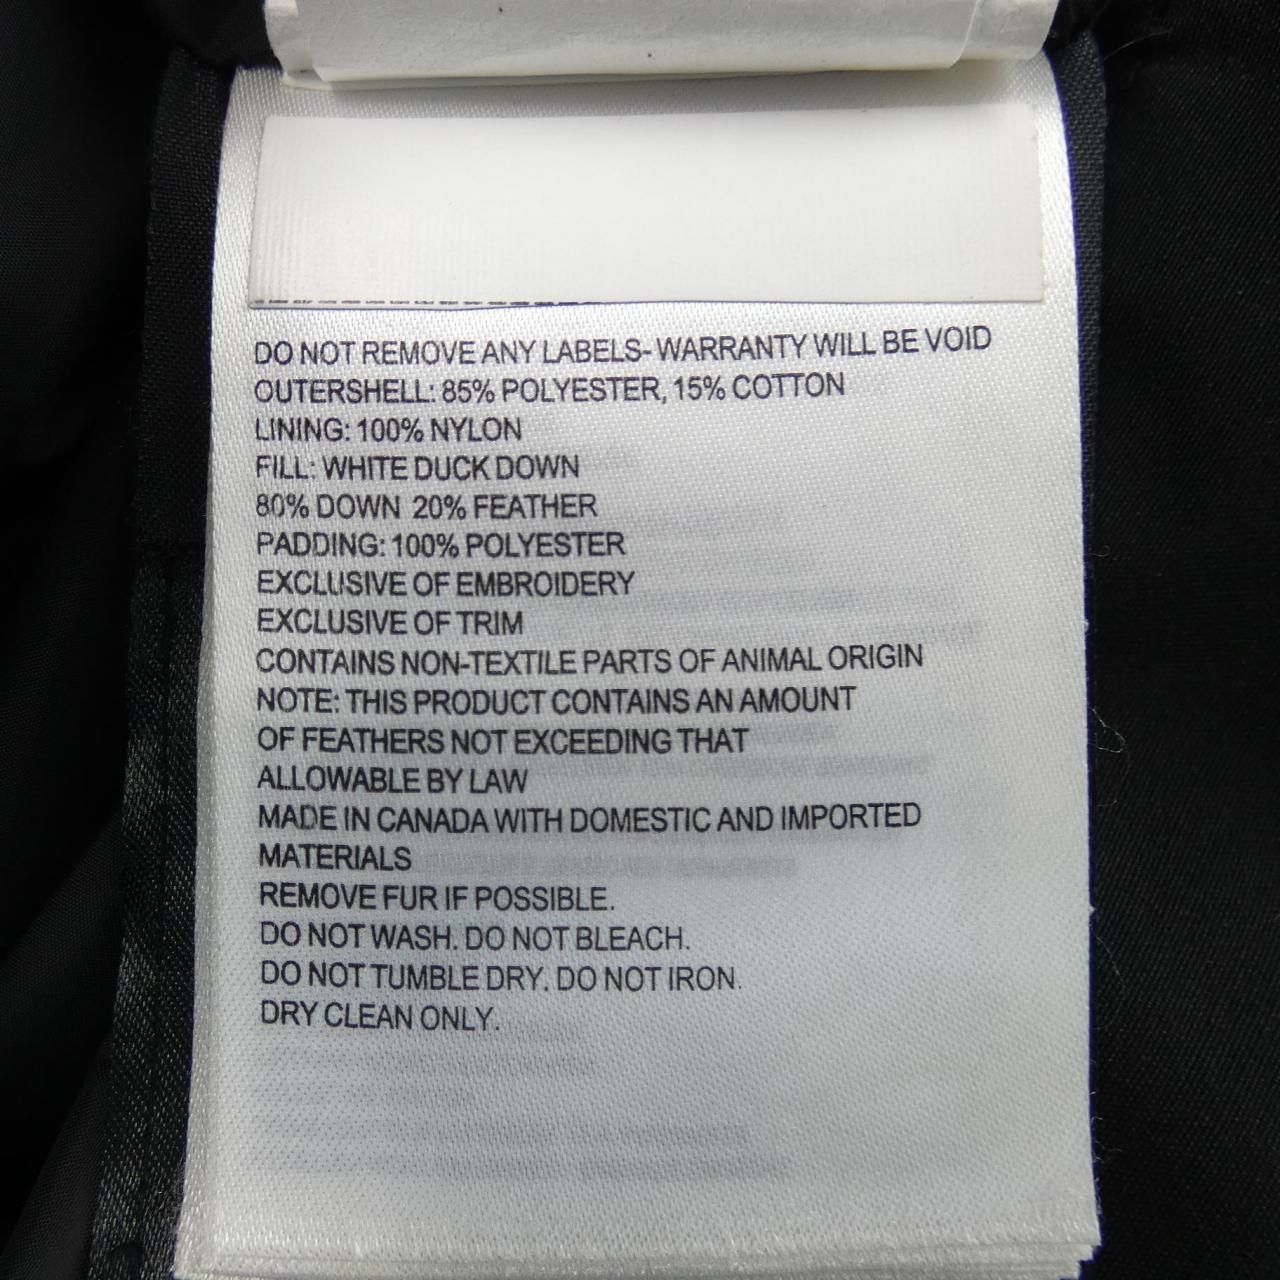 DO NOT REMOVE ANY LABELS- WARRANTY WILL BE VOID
OUTERSHELL: 85% POLYESTER, 15% COTTON
LINING: 100% NYLON
FILL: WHITE DUCK DOWN
80% DOWN 20% FEATHER
PADDING: 100% POLYESTER
EXCLUSIVE OF EMBROIDERY
EXCLUSIVE OF TRIM
CONTAINS NON-TEXTILE PARTS OF ANIMAL ORIGIN
NOTE: THIS PRODUCT CONTAINS AN AMOUNT
OF FEATHERS NOT EXCEEDING THAT
ALLOWABLE BY LAW
MADE IN CANADA WITH DOMESTIC AND IMPORTED
MATERIALS
REMOVE FUR IF POSSIBLE.
DO NOT WASH. DO NOT BLEACH.
DO NOT TUMBLE DRY. DO NOT IRON.
DRY CLEAN ONLY.